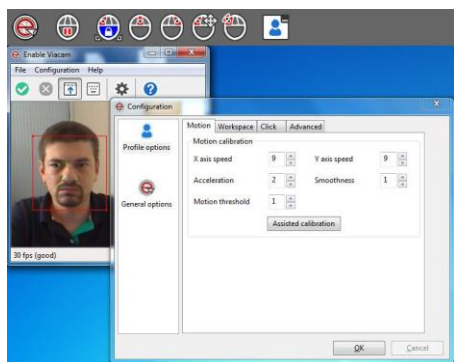 Enable Viacam
File Configuration Help
Configuration
Profile options
General options
Motion Workspace Click Advanced
Motion calibration
X axis speed 9 Y axis speed 9
Acceleration 2 Smoothness 1
Motion threshold 1
Assisted calibration
30 fps (good)
OK Cancel